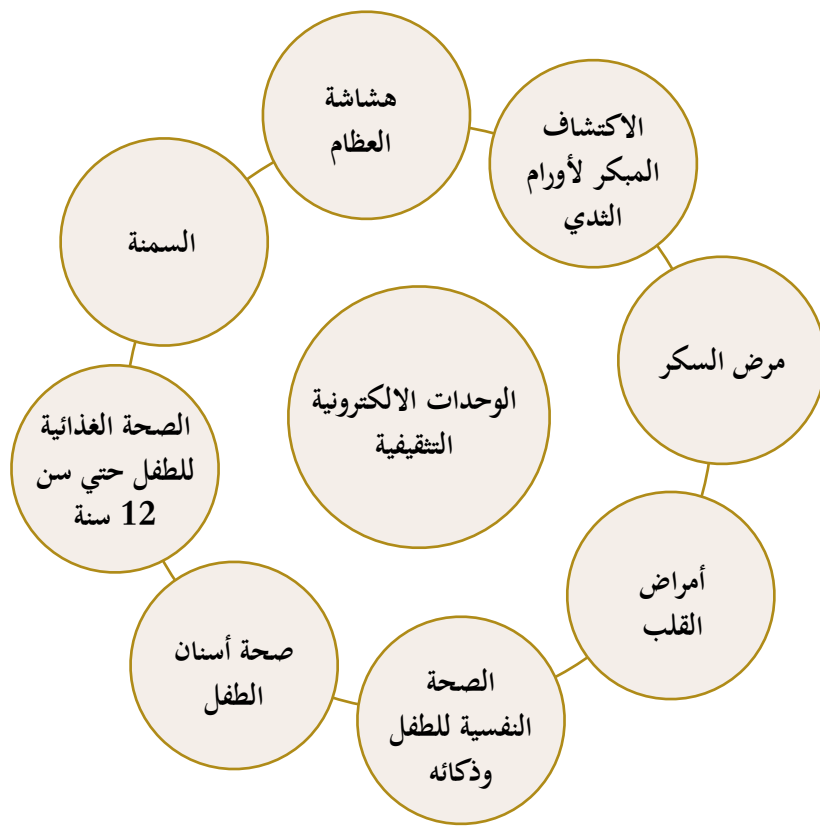 هشاشة
العظام
الاكتشاف
المبكر لأورام
الثدي
مرض السكر
أمراض
القلب
الصحة
النفسية للطفل
وذكائه
صحة أسنان
الطفل
الصحة الغذائية
للطفل حتي سن
12 سنة
السمنة
الوحدات الالكترونية
التثقيفية